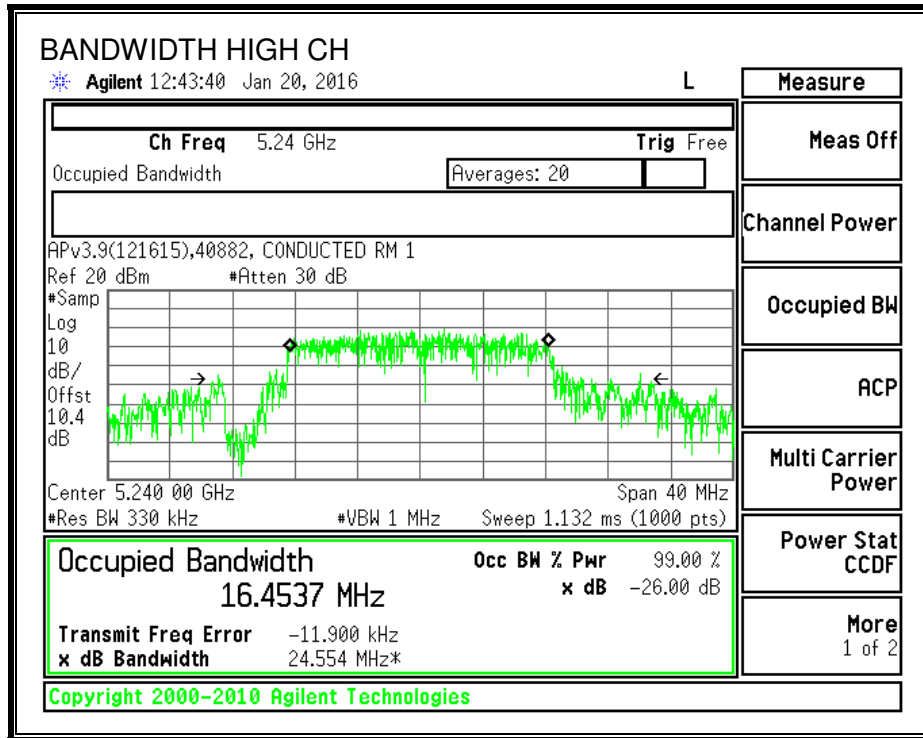 BANDWIDTH HIGH CH
Agilent 12:43:40 Jan 20, 2016 L
Measure
Ch Freq 5.24 GHz Trig Free
Occupied Bandwidth Averages: 20
APv3.9(121615),40882, CONDUCTED RM 1
Ref 20 dBm #Atten 30 dB
#Samp
Log
10
dB/
Offst
10.4
dB
Center 5.240 00 GHz Span 40 MHz
#Res BW 330 kHz #VBW 1 MHz Sweep 1.132 ms (1000 pts)
Occupied Bandwidth
16.4537 MHz
Occ BW % Pwr 99.00 %
x dB -26.00 dB
Transmit Freq Error -11.900 kHz
x dB Bandwidth 24.554 MHz*
Meas Off
Channel Power
Occupied BW
ACP
Multi Carrier
Power
Power Stat
CCDF
More
1 of 2
Copyright 2000-2010 Agilent Technologies